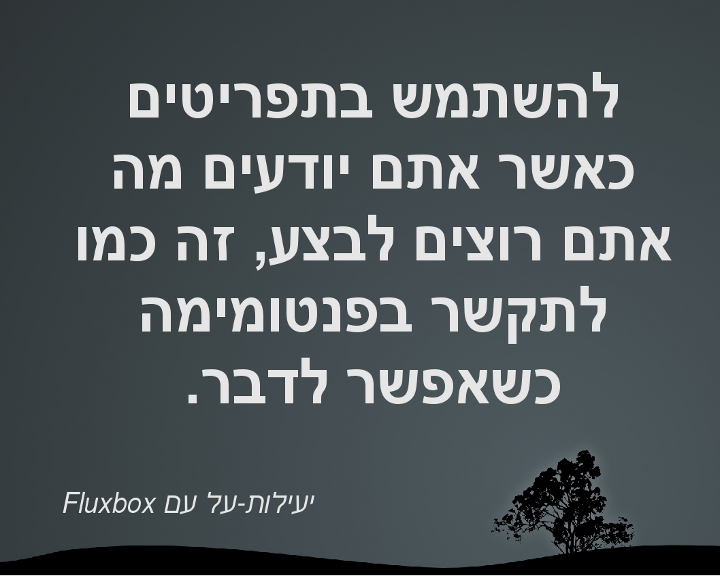 להשתמש בתפריטים
כאשר אתם יודעים מה
אתם רוצים לבצע, זה כמו
לתקשר בפנטומימה
כשאפשר לדבר.
יעילות-על עם Fluxbox